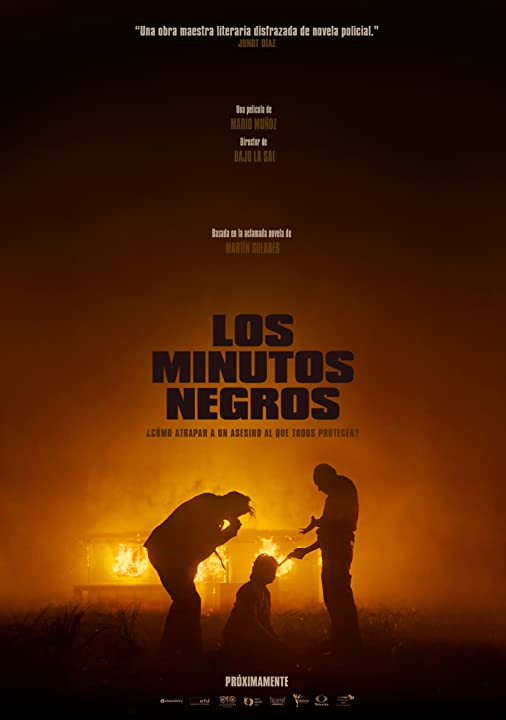 “Una obra maestra literaria disfrazada de novela policial.”
JUNOT DÍAZ
Una película de
MARIO MUÑOZ
Director de
BAJO LA SAL
Basada en la aclamada novela de
MARTÍN SOLARES
LOS
MINUTOS
NEGROS
¿CÓMO ATRAPAR A UN ASESINO AL QUE TODOS PROTEGEN?
PRÓXIMAMENTE
chemistry efd